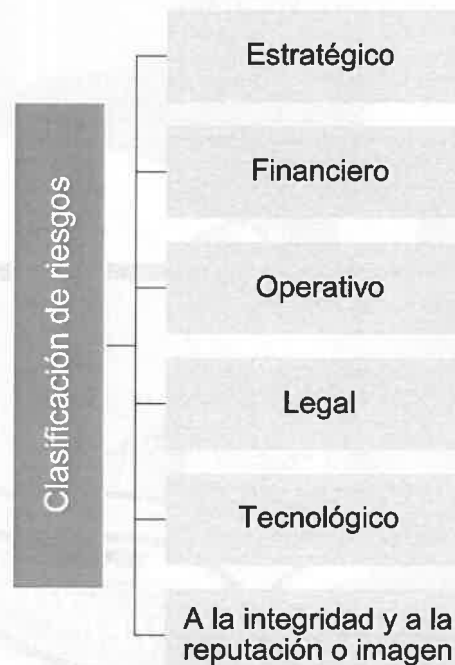 Clasificación de riesgos
Estratégico
Financiero
Operativo
Legal
Tecnológico
A la integridad y a la
reputación o imagen